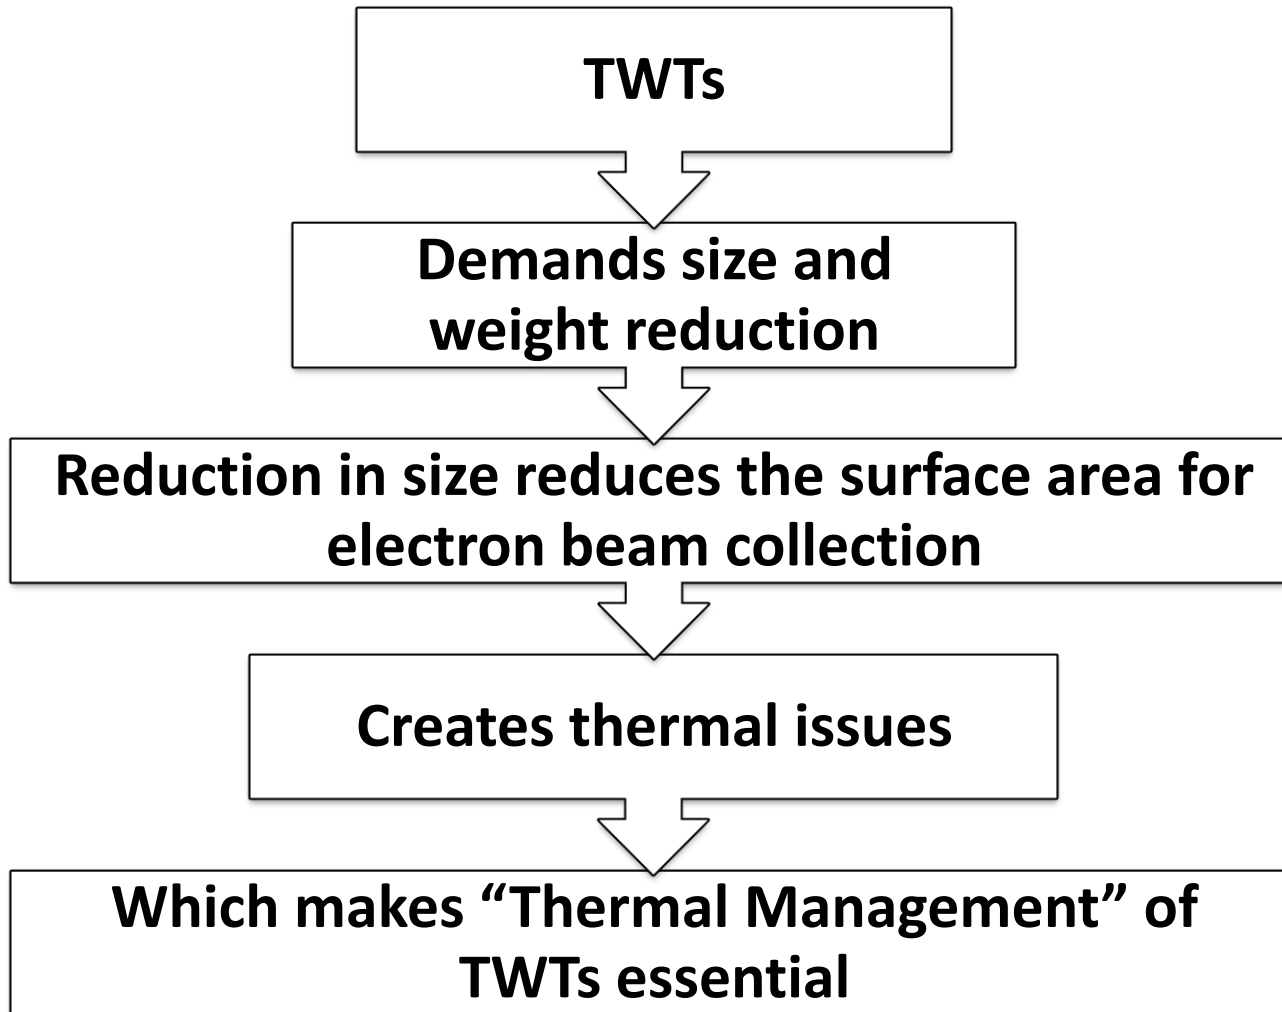 TWTs
Demands size and
weight reduction
Reduction in size reduces the surface area for
electron beam collection
Creates thermal issues
Which makes “Thermal Management” of
TWTs essential